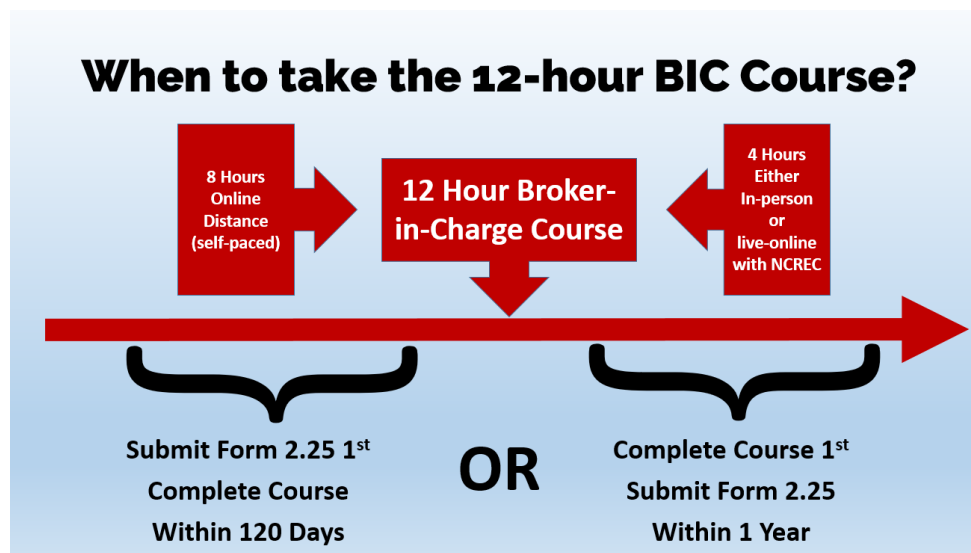 When to take the 12-hour BIC Course?
8 Hours
Online
Distance
(self-paced)
12 Hour Broker-
in-Charge Course
4 Hours
Either
In-person
or
live-online
with NCREC
Submit Form 2.25 1st
Complete Course
Within 120 Days
OR
Complete Course 1st
Submit Form 2.25
Within 1 Year